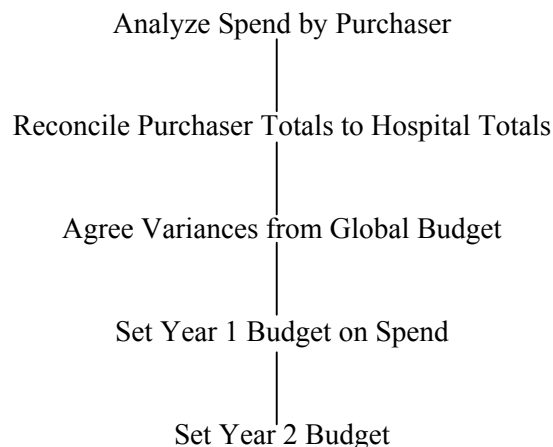 Analyze Spend by Purchaser
Reconcile Purchaser Totals to Hospital Totals
Agree Variances from Global Budget
Set Year 1 Budget on Spend
Set Year 2 Budget